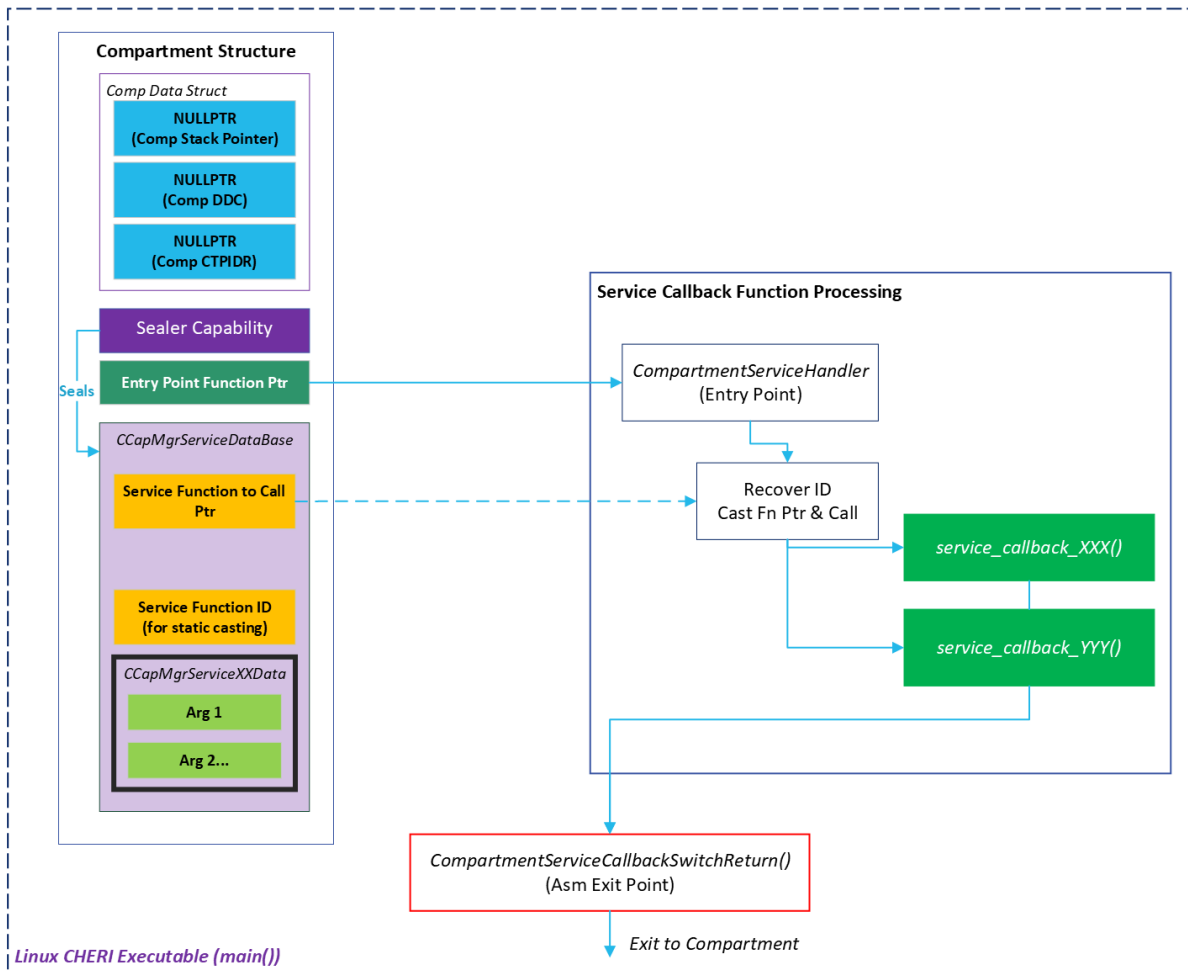 Compartment Structure
Comp Data Struct
NULLPTR
(Comp Stack Pointer)
NULLPTR
(Comp DDC)
NULLPTR
(Comp CTPIDR)
Sealer Capability
Entry Point Function Ptr
Seals
CCapMgrServiceDataBase
Service Function to Call
Ptr
Service Function ID
(for static casting)
CCapMgrServiceXXData
Arg 1
Arg 2...
Service Callback Function Processing
CompartmentServiceHandler
(Entry Point)
Recover ID
Cast Fn Ptr & Call
service_callback_XXX()
service_callback_YYY()
CompartmentServiceCallbackSwitchReturn()
(Asm Exit Point)
Exit to Compartment
Linux CHERI Executable (main())